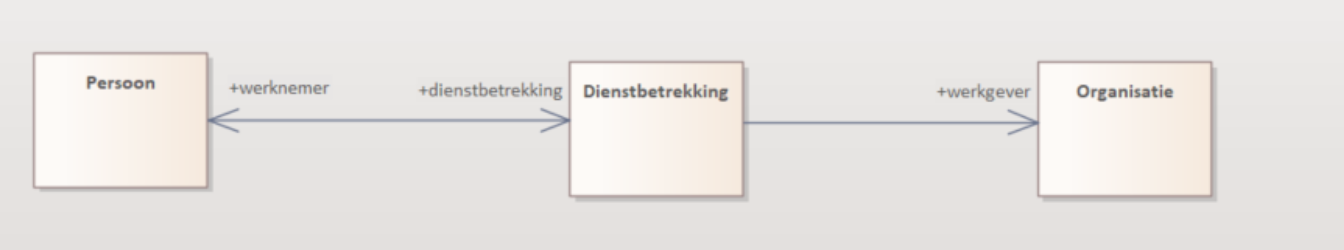 Persoon
+werknemer
+dienstbetrekking
Dienstbetrekking
+werkgever
Organisatie